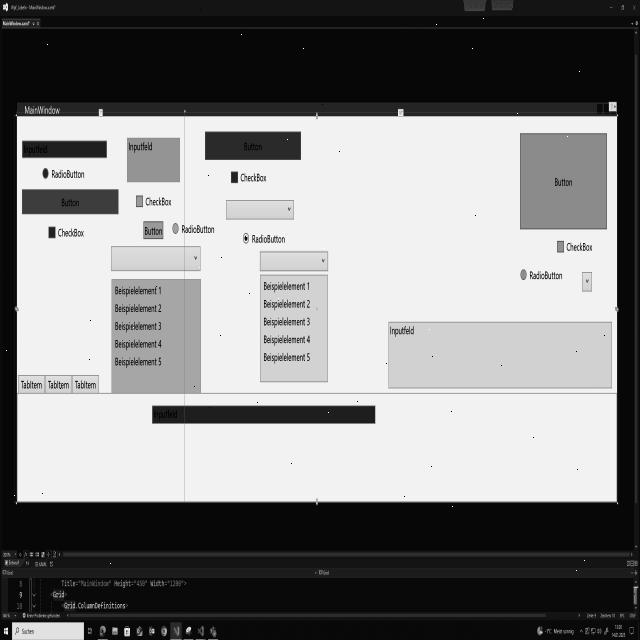 MainWindow.xaml*
MainWindow
Inputfeld
Inputfeld
Button
Button
RadioButton
CheckBox
Button
CheckBox
Button
RadioButton
CheckBox
RadioButton
CheckBox
RadioButton
Beispielelement 1
Beispielelement 2
Beispielelement 3
Beispielelement 4
Beispielelement 5
Beispielelement 1
Beispielelement 2
Beispielelement 3
Beispielelement 4
Beispielelement 5
Inputfeld
TabItem TabItem TabItem
Inputfeld
8 Title="MainWindow" Height="450" Width="1200">
9 <Grid>
10 <Grid.ColumnDefinitions>
Suchen